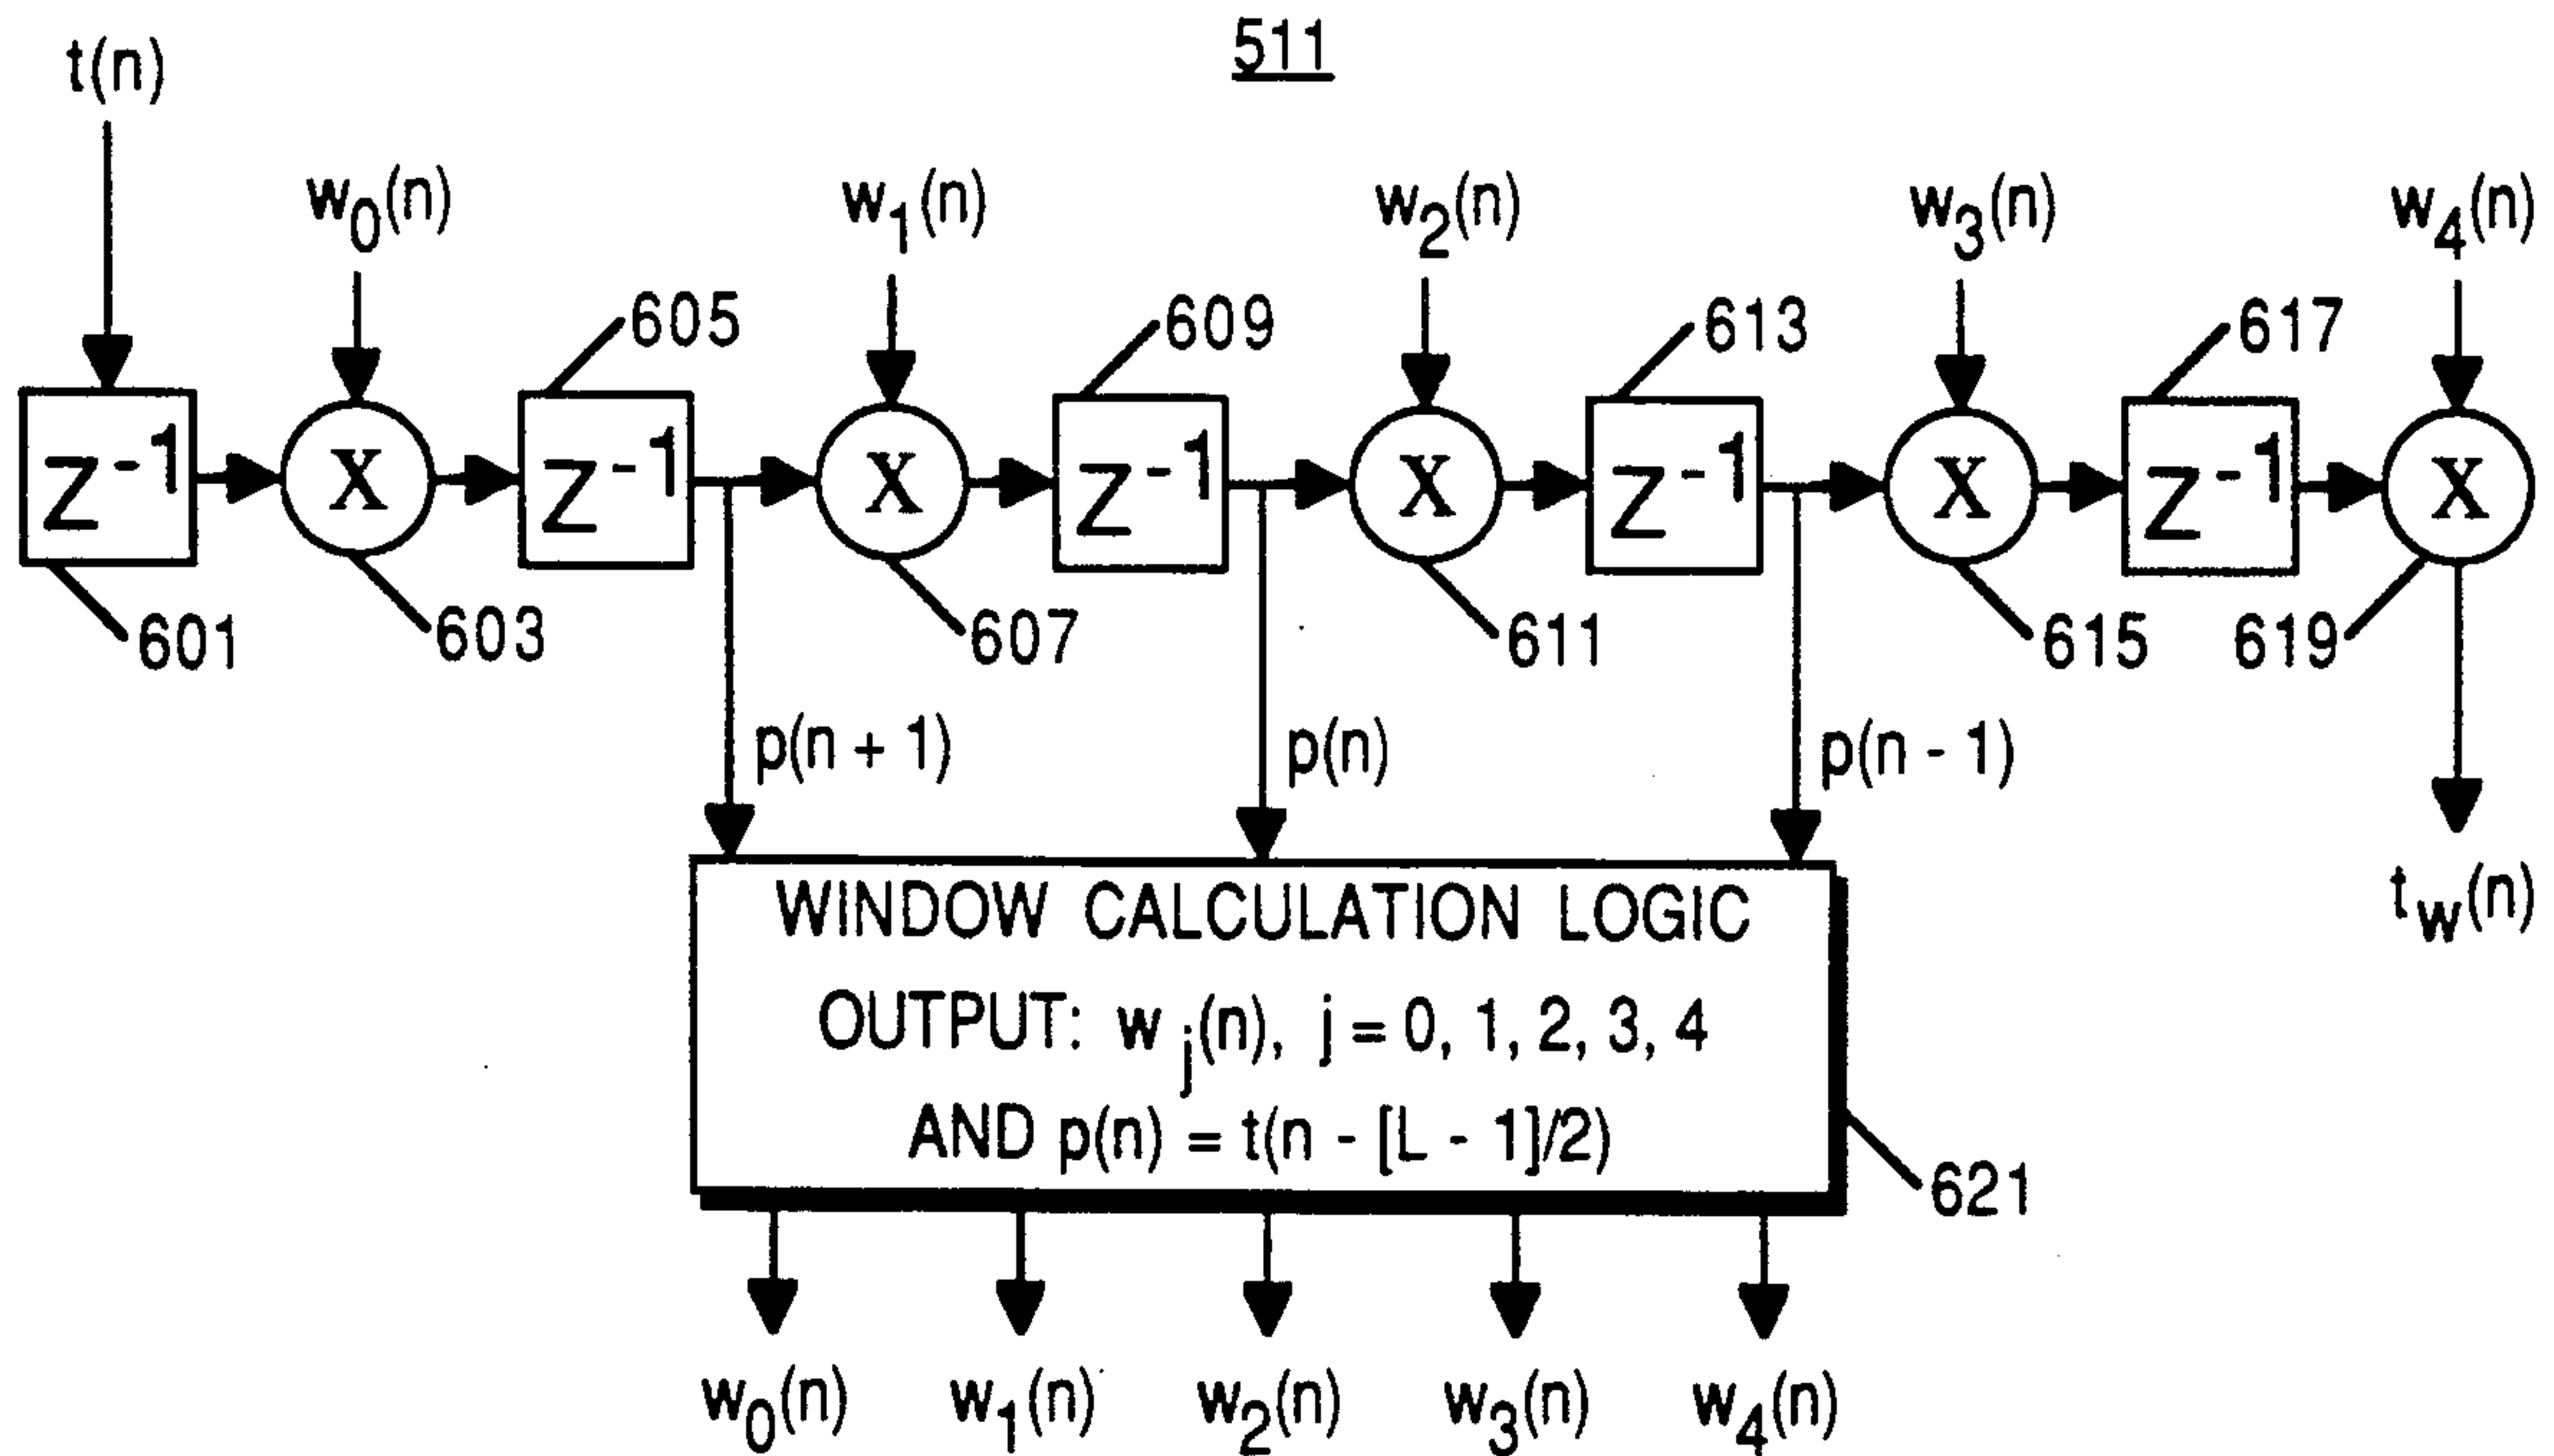 511
t(n)
w0(n) w1(n) w2(n) w3(n) w4(n)
605 609 613 617
z-1 X z-1 X z-1 X z-1 X z-1 X
601 603 607 611 615 619
p(n + 1) p(n) p(n - 1)
WINDOW CALCULATION LOGIC
OUTPUT: wj(n), j = 0, 1, 2, 3, 4
AND p(n) = t(n - [L - 1]/2)
tw(n)
621
w0(n) w1(n) w2(n) w3(n) w4(n)